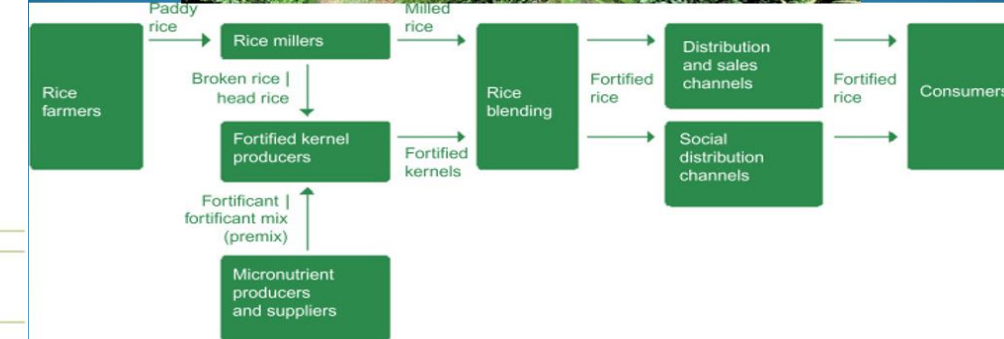 Paddy
rice
Milled
rice
Rice
farmers
Rice millers
Broken rice |
head rice
Fortified kernel
producers
Fortified
kernels
Fortificant |
fortificant mix
(premix)
Micronutrient
producers
and suppliers
Rice
blending
Fortified
rice
Distribution
and sales
channels
Social
distribution
channels
Fortified
rice
Consumers